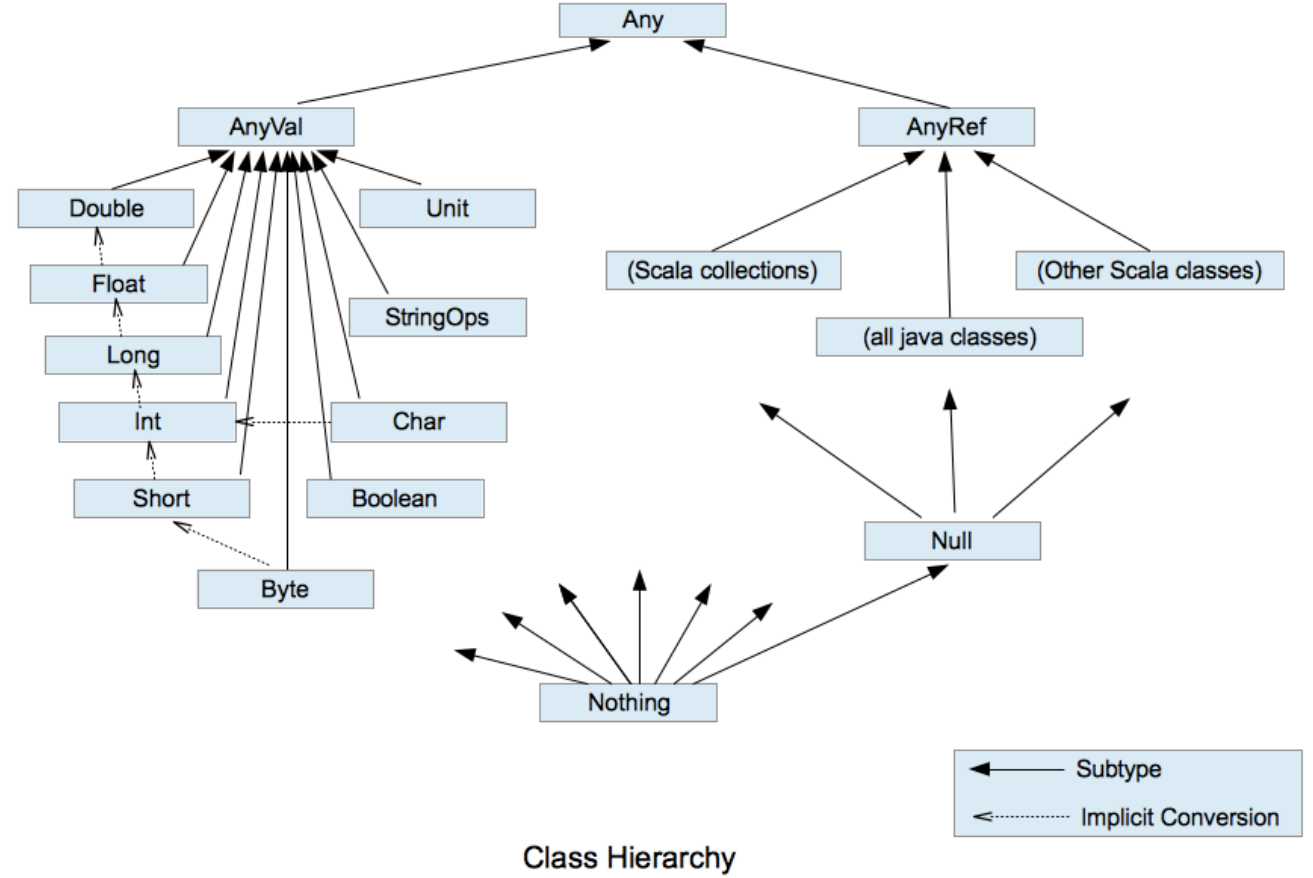 Any
AnyVal
AnyRef
Double
Unit
Float
(Scala collections)
(Other Scala classes)
StringOps
Long
(all java classes)
Int
Char
Short
Boolean
Null
Byte
Nothing
Subtype
Implicit Conversion
Class Hierarchy